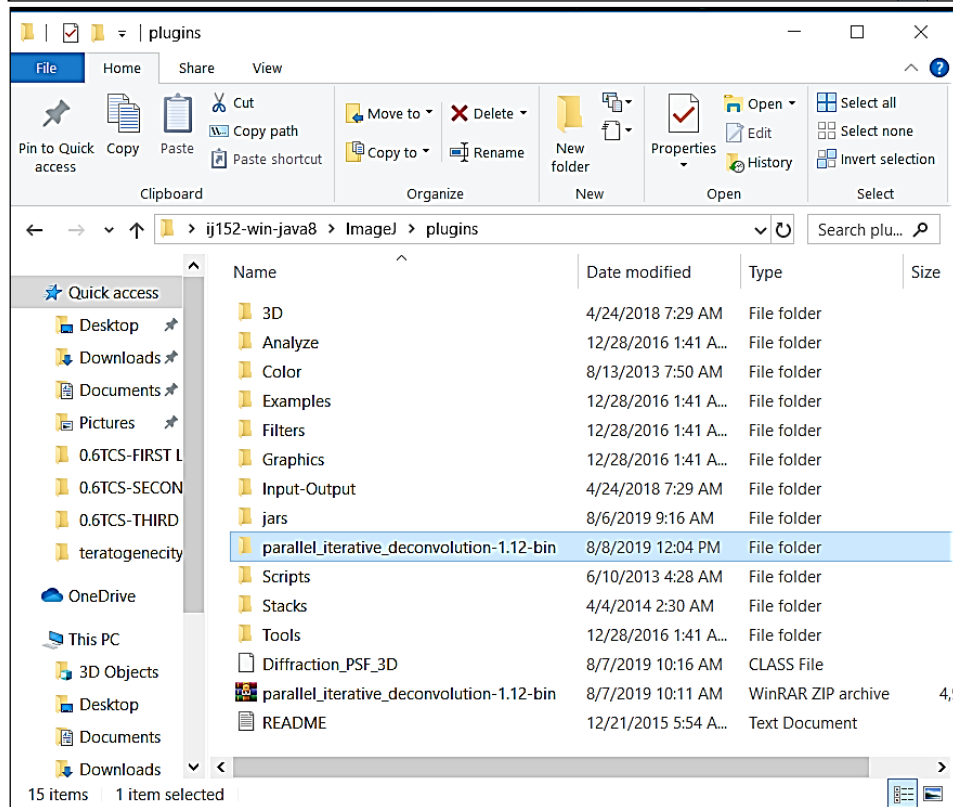 plugins
File Home Share View
Pin to Quick access
Copy
Paste
Cut
Copy path
Paste shortcut
Clipboard
Move to
Copy to
Delete
Rename
Organize
New folder
New
Properties
Open
Edit
History
Open
Select all
Select none
Invert selection
Select
ij152-win-java8 > ImageJ > plugins
Search plu...
Quick access
Desktop
Downloads
Documents
Pictures
0.6TCS-FIRST L
0.6TCS-SECON
0.6TCS-THIRD
teratogenecity
OneDrive
This PC
3D Objects
Desktop
Documents
Downloads
Name Date modified Type Size
3D 4/24/2018 7:29 AM File folder
Analyze 12/28/2016 1:41 A... File folder
Color 8/13/2013 7:50 AM File folder
Examples 12/28/2016 1:41 A... File folder
Filters 12/28/2016 1:41 A... File folder
Graphics 12/28/2016 1:41 A... File folder
Input-Output 4/24/2018 7:29 AM File folder
jars 8/6/2019 9:16 AM File folder
parallel_iterative_deconvolution-1.12-bin 8/8/2019 12:04 PM File folder
Scripts 6/10/2013 4:28 AM File folder
Stacks 4/4/2014 2:30 AM File folder
Tools 12/28/2016 1:41 A... File folder
Diffraction_PSF_3D 8/7/2019 10:16 AM CLASS File
parallel_iterative_deconvolution-1.12-bin 8/7/2019 10:11 AM WinRAR ZIP archive
README 12/21/2015 5:54 A... Text Document
15 items 1 item selected